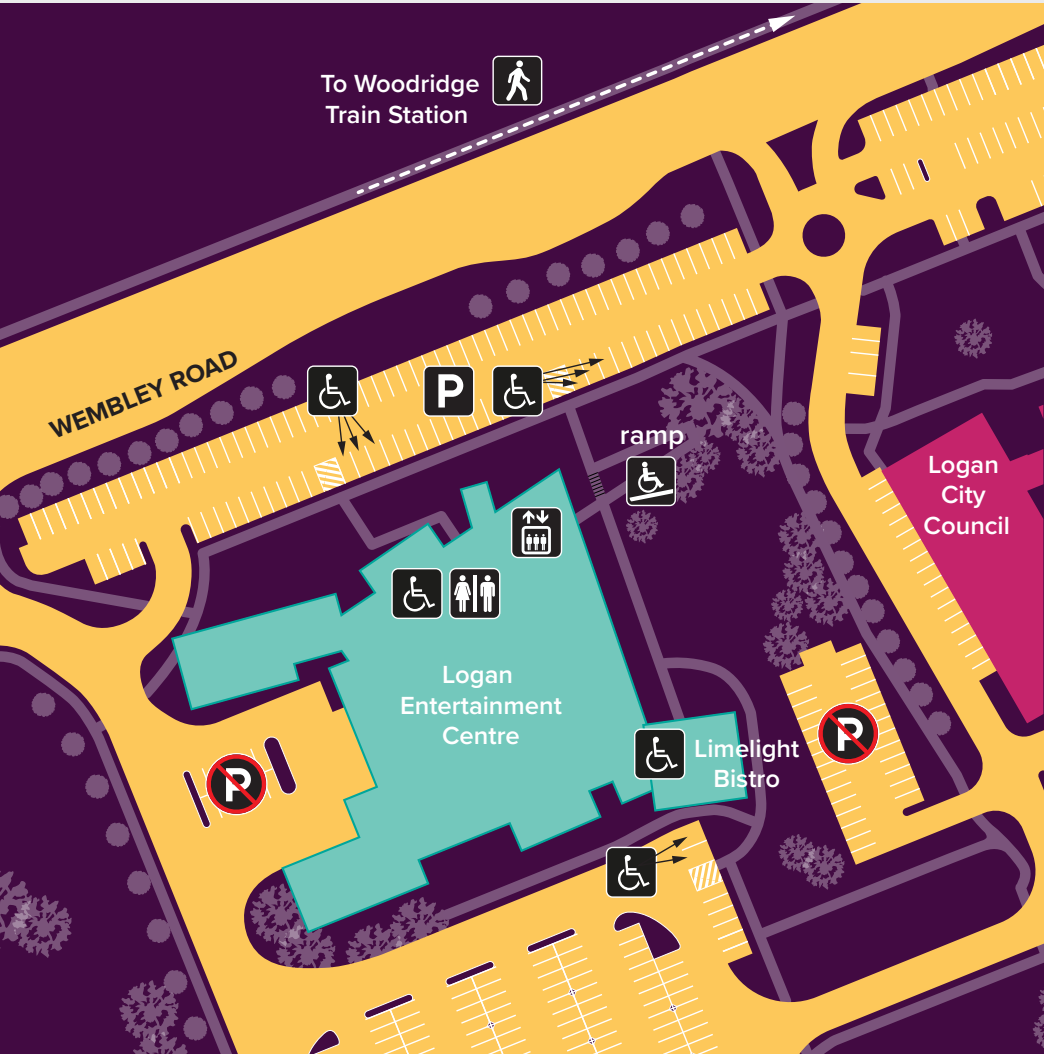 To Woodridge
Train Station
WEMBLEY ROAD
P
ramp
Logan
City
Council
Logan
Entertainment
Centre
Limelight
Bistro
P
P